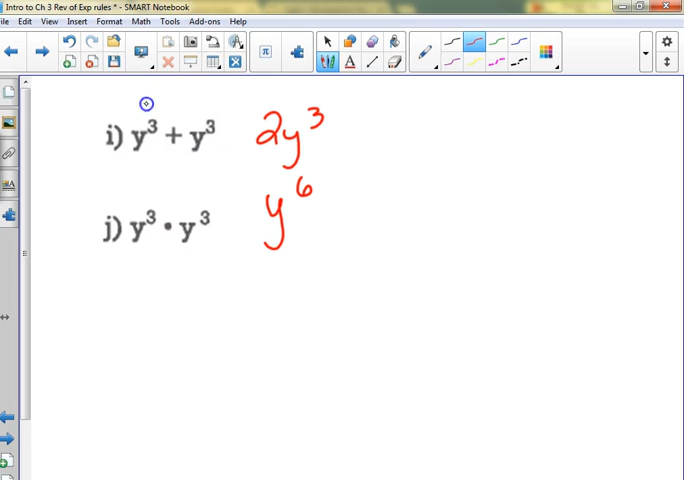 Intro to Ch 3 Rev of Exp rules * - SMART Notebook
Edit View Insert Format Math Tools Add-ons Help
i) y³ + y³ 2y³
j) y³ • y³ y⁶